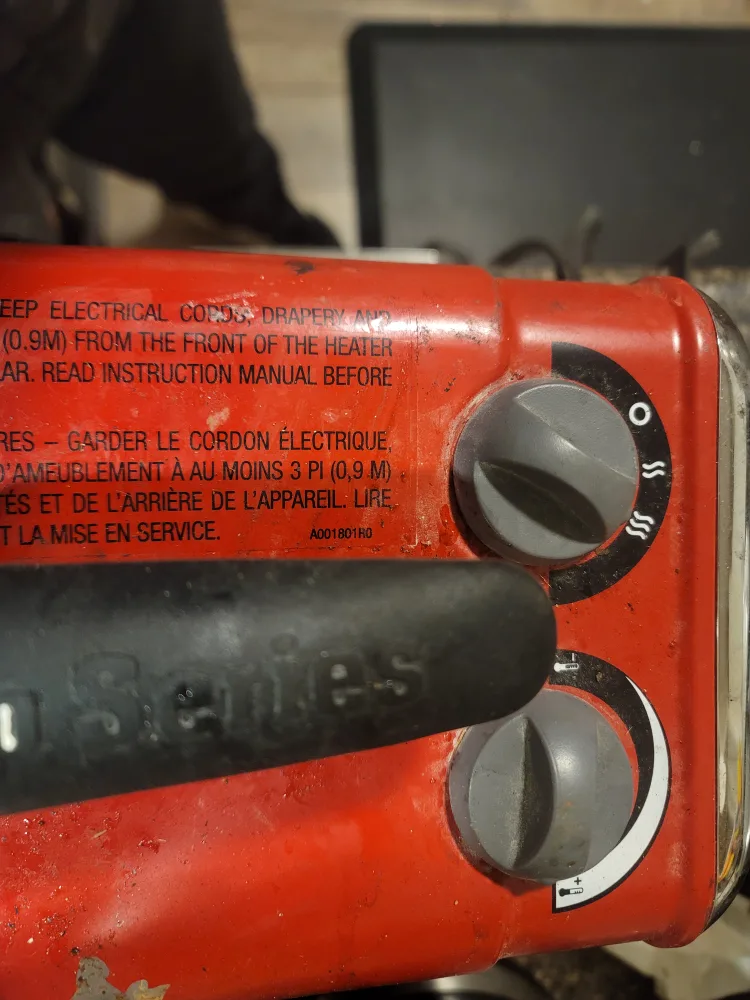 EEP ELECTRICAL CORDS, DRAPERY AND
(0.9M) FROM THE FRONT OF THE HEATER
AR. READ INSTRUCTION MANUAL BEFORE
RES – GARDER LE CORDON ÉLECTRIQUE,
D'AMEUBLEMENT À AU MOINS 3 PI (0,9 M)
TÉS ET DE L'ARRIÈRE DE L'APPAREIL. LIRE
T LA MISE EN SERVICE.
A001801R0
n Series